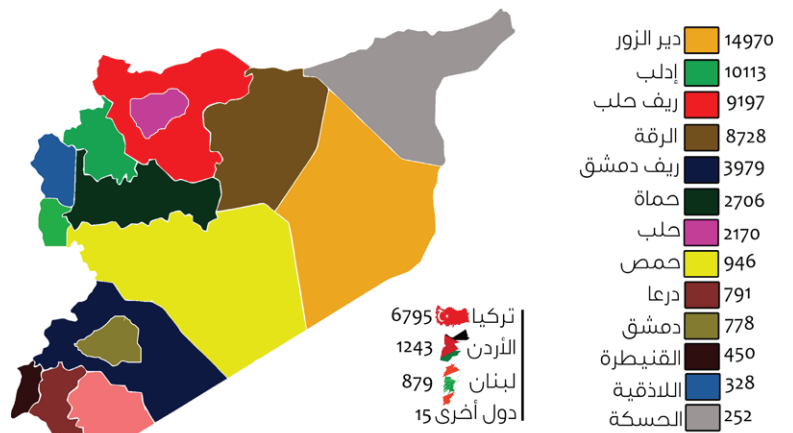 دير الزور 14970
إدلب 10113
ريف حلب 9197
الرقة 8728
ريف دمشق 3979
حماة 2706
حلب 2170
حمص 946
درعا 791
دمشق 778
القنيطرة 450
اللاذقية 328
الحسكة 252
تركيا 6795
الأردن 1243
لبنان 879
دول أخرى 15